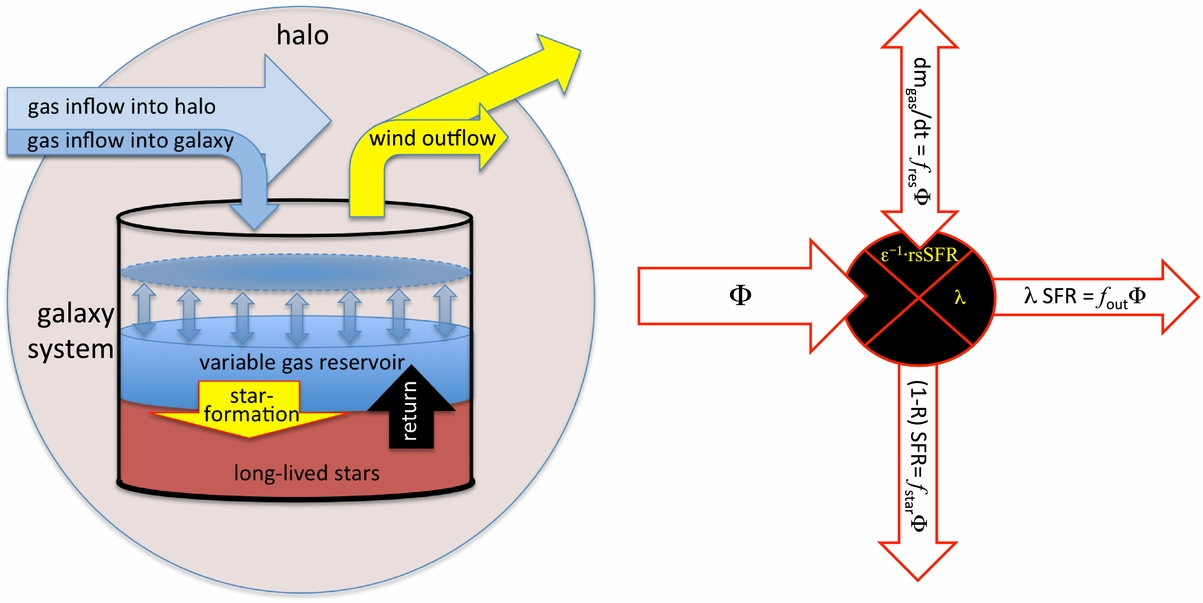 halo
gas inflow into halo
gas inflow into galaxy
wind outflow
galaxy
system
variable gas reservoir
star-
formation
return
long-lived stars
dm_gas/dt = f_res Φ
ε⁻¹·rsSFR
Φ
λ
λ SFR = f_out Φ
(1-R) SFR= f_star Φ